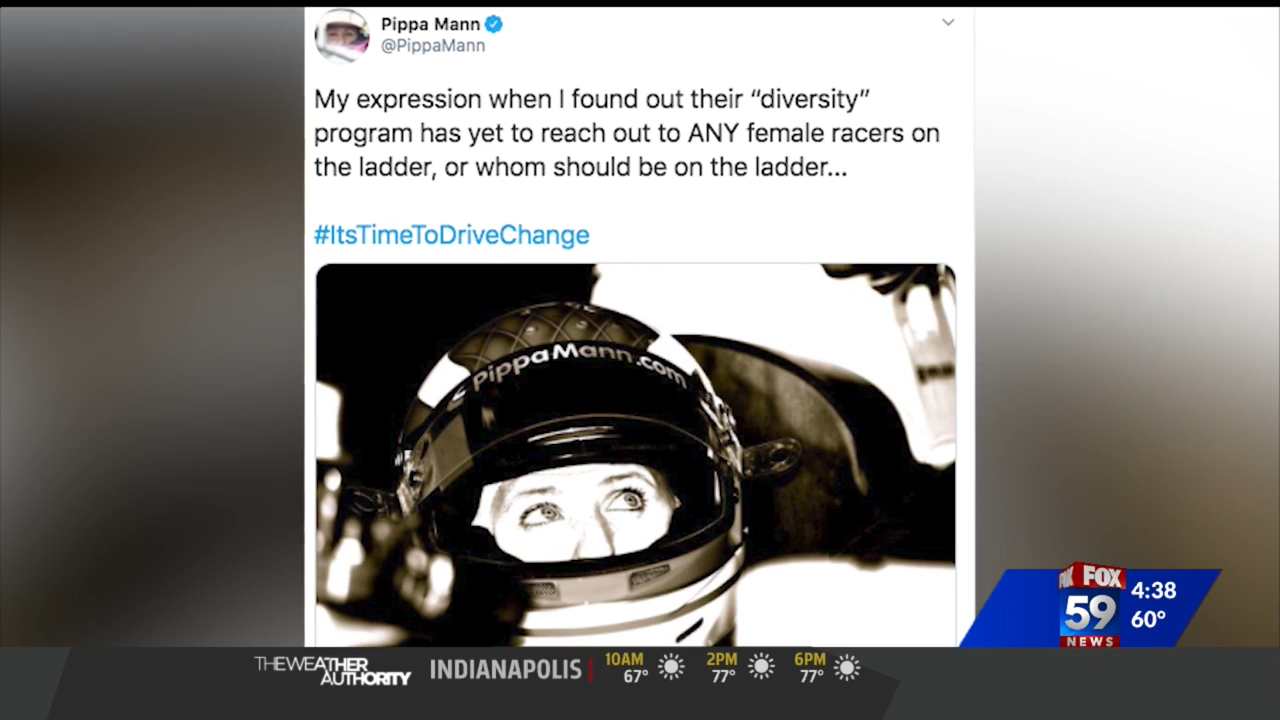 Pippa Mann
@PippaMann
My expression when I found out their “diversity”
program has yet to reach out to ANY female racers on
the ladder, or whom should be on the ladder...
#ItsTimeToDriveChange
PippaMann.com
FOX
59
NEWS
4:38
60°
THE WEATHER
AUTHORITY
INDIANAPOLIS
10AM
67°
2PM
77°
6PM
77°